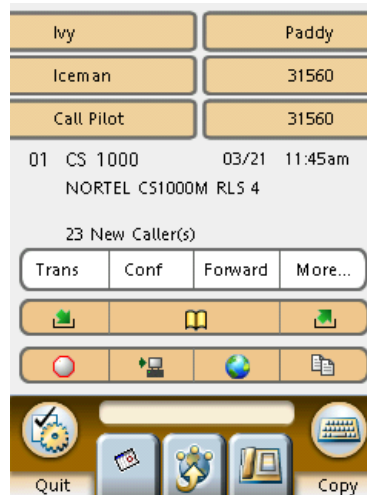 Ivy Paddy
Iceman 31560
Call Pilot 31560
01 CS 1000 03/21 11:45am
NORTEL CS1000M RLS 4
23 New Caller(s)
Trans Conf Forward More...
Quit Copy